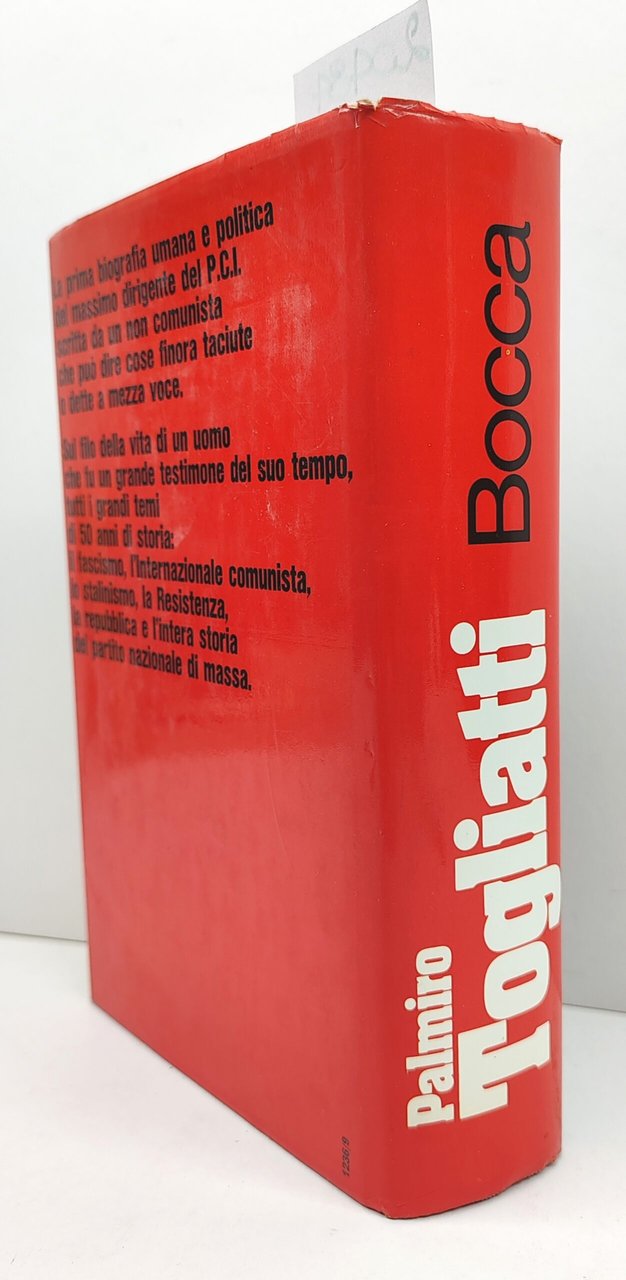 La prima biografia umana e politica
del massimo dirigente del P.C.I.
scritta da un non comunista
che può dire cose finora taciute
o dette a mezza voce.
Sul filo della vita di un uomo
che fu un grande testimone del suo tempo,
tutti i grandi temi
di 50 anni di storia:
il fascismo, l'Internazionale comunista,
lo stalinismo, la Resistenza,
la repubblica e l'intera storia
del partito nazionale di massa.
1236/9
Palmiro
Togliatti
Bocca